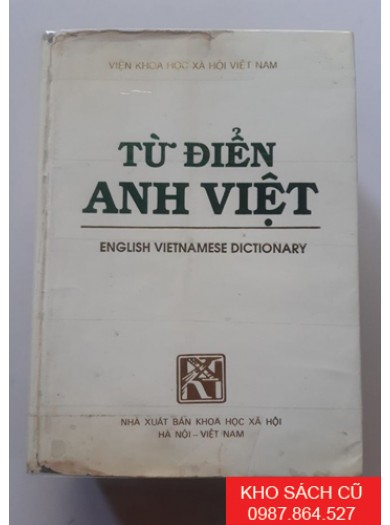 VIỆN KHOA HỌC XÃ HỘI VIỆT NAM
TỪ ĐIỂN
ANH VIỆT
ENGLISH VIETNAMESE DICTIONARY
NHÀ XUẤT BẢN KHOA HỌC XÃ HỘI
HÀ NỘI – VIỆT NAM
KHO SÁCH CŨ
0987.864.527